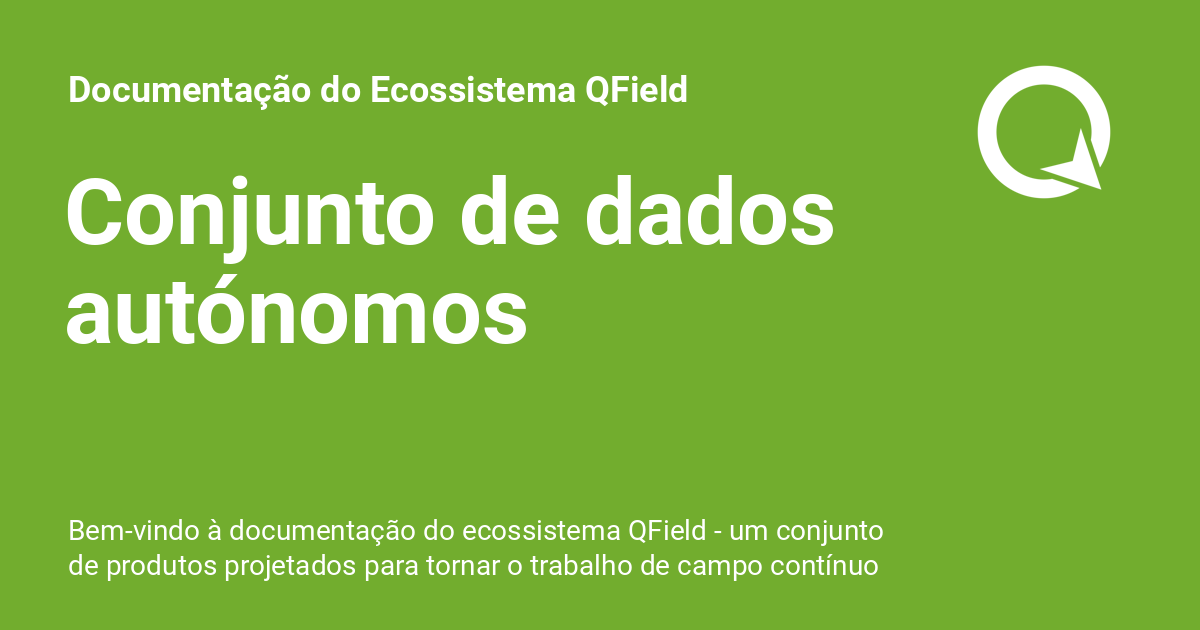 Documentação do Ecossistema QField
Conjunto de dados
autónomos
Bem-vindo à documentação do ecossistema QField - um conjunto
de produtos projetados para tornar o trabalho de campo contínuo